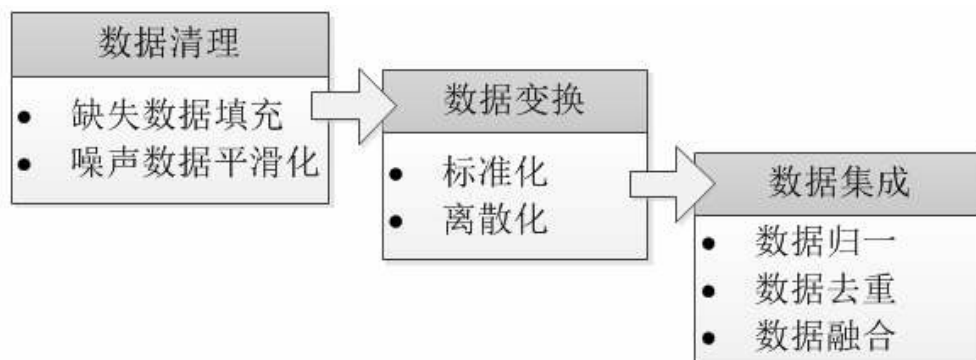 数据清理
• 缺失数据填充
• 噪声数据平滑化
数据变换
• 标准化
• 离散化
数据集成
• 数据归一
• 数据去重
• 数据融合